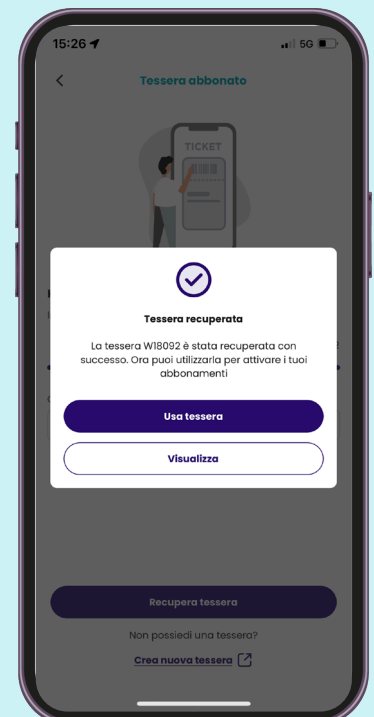 15:26
5G
Tessera abbonato
TICKET
Tessera recuperata
La tessera W18092 è stata recuperata con
successo. Ora puoi utilizzarla per attivare i tuoi
abbonamenti
Usa tessera
Visualizza
Recupera tessera
Non possiedi una tessera?
Crea nuova tessera